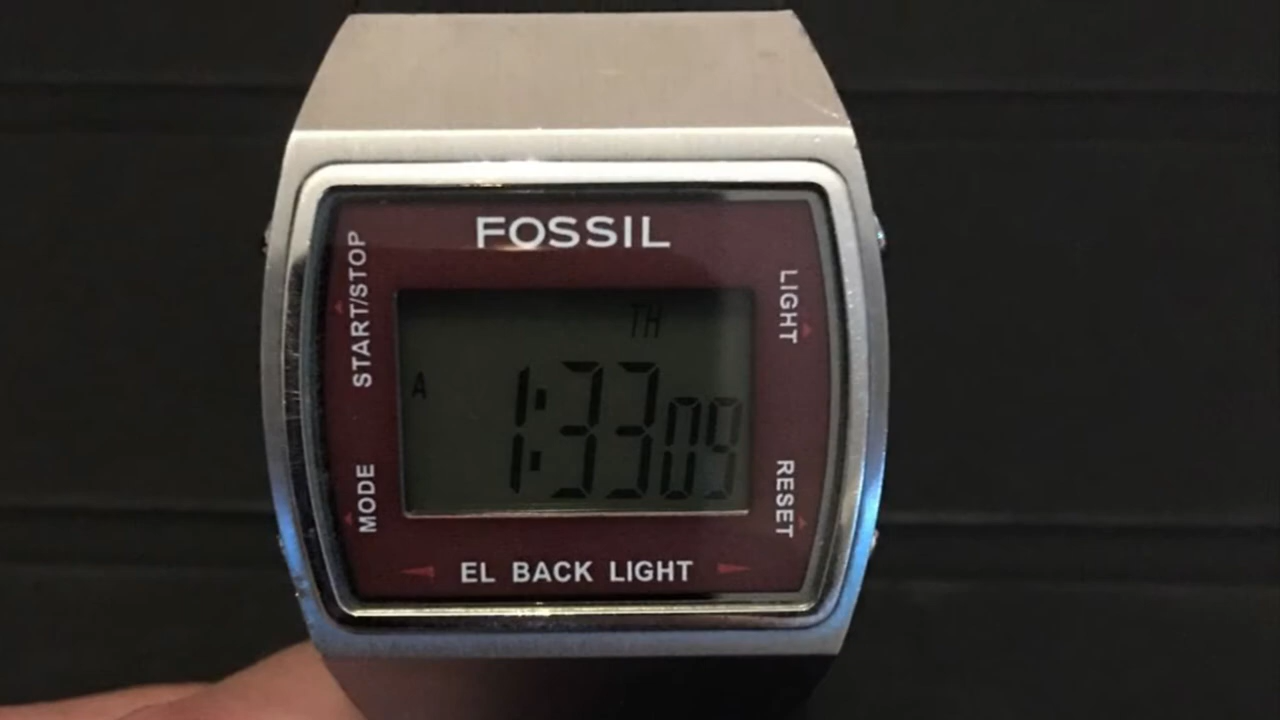 FOSSIL
START/STOP
LIGHT
TH
A
1:33 09
MODE
RESET
EL BACK LIGHT